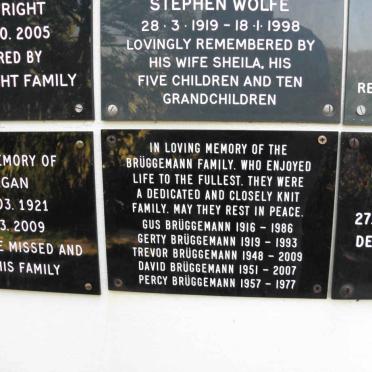 RIGHT
0. 2005
RED BY
HT FAMILY
STEPHEN WOLFE
28 · 3 · 1919 - 18 · 1 · 1998
LOVINGLY REMEMBERED BY
HIS WIFE SHEILA, HIS
FIVE CHILDREN AND TEN
GRANDCHILDREN
RE
EMORY OF
GAN
03. 1921
3. 2009
E MISSED AND
HIS FAMILY
IN LOVING MEMORY OF THE
BRÜGGEMANN FAMILY. WHO ENJOYED
LIFE TO THE FULLEST. THEY WERE
A DEDICATED AND CLOSELY KNIT
FAMILY. MAY THEY REST IN PEACE.
GUS BRÜGGEMANN 1916 - 1986
GERTY BRÜGGEMANN 1919 - 1993
TREVOR BRÜGGEMANN 1948 - 2009
DAVID BRÜGGEMANN 1951 - 2007
PERCY BRÜGGEMANN 1957 - 1977
27
DE